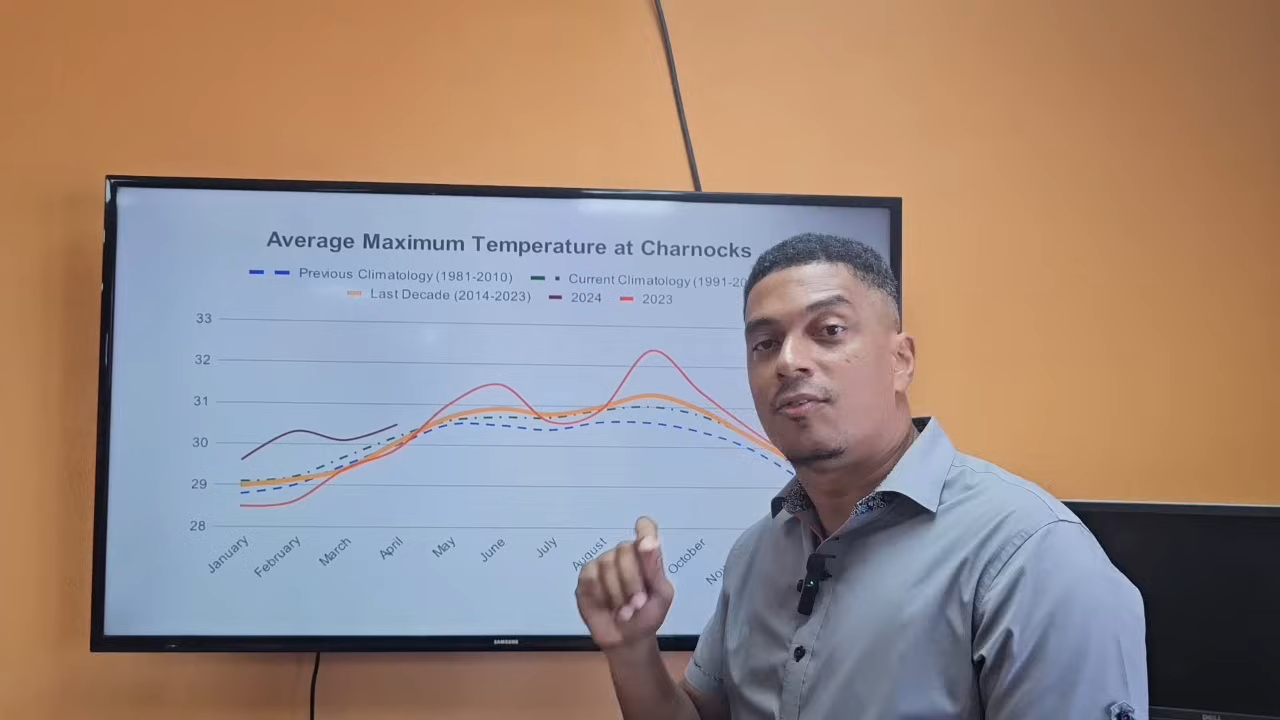 Average Maximum Temperature at Charnocks
Previous Climatology (1981-2010) Current Climatology (1991-20
Last Decade (2014-2023) 2024 2023
33
32
31
30
29
28
January February March April May June July August October Nov
SAMSUNG